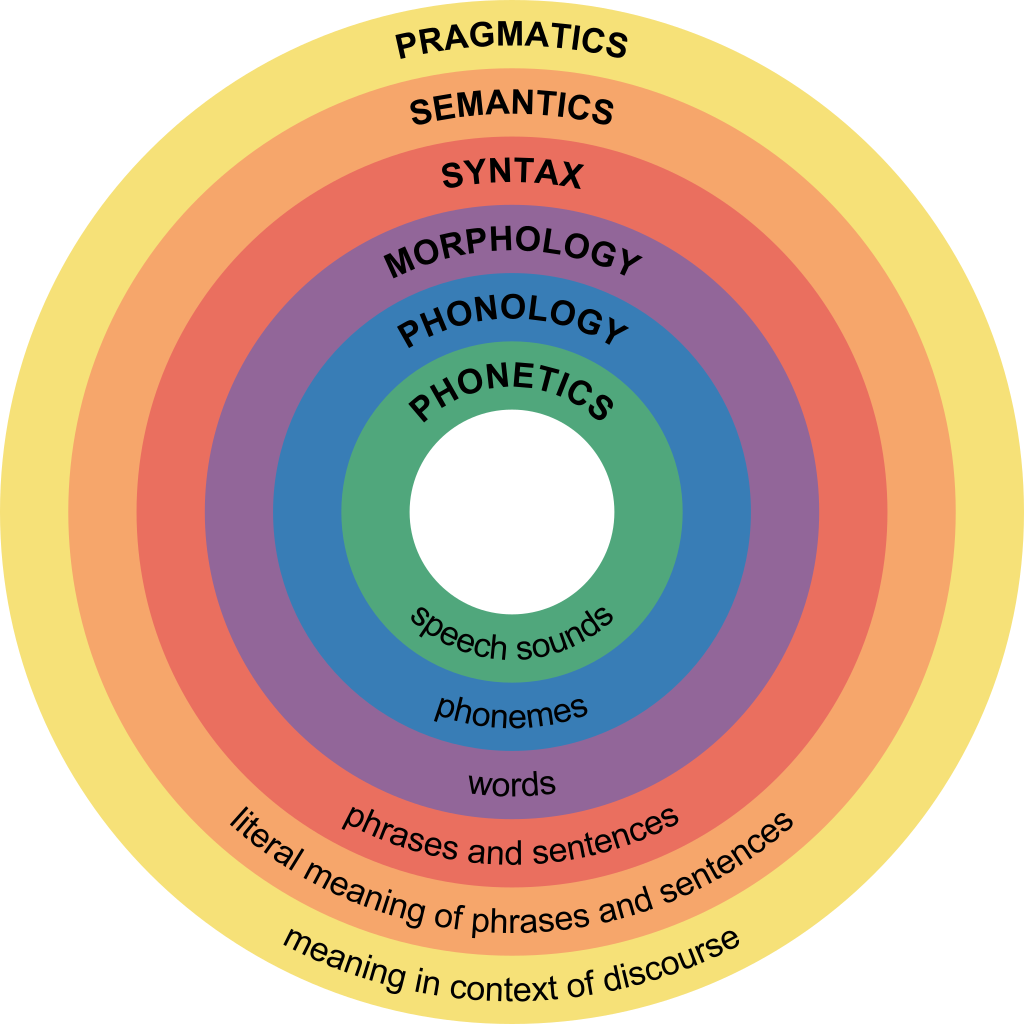 PRAGMATICS
SEMANTICS
SYNTAX
MORPHOLOGY
PHONOLOGY
PHONETICS
speech sounds
phonemes
words
phrases and sentences
literal meaning of phrases and sentences
meaning in context of discourse